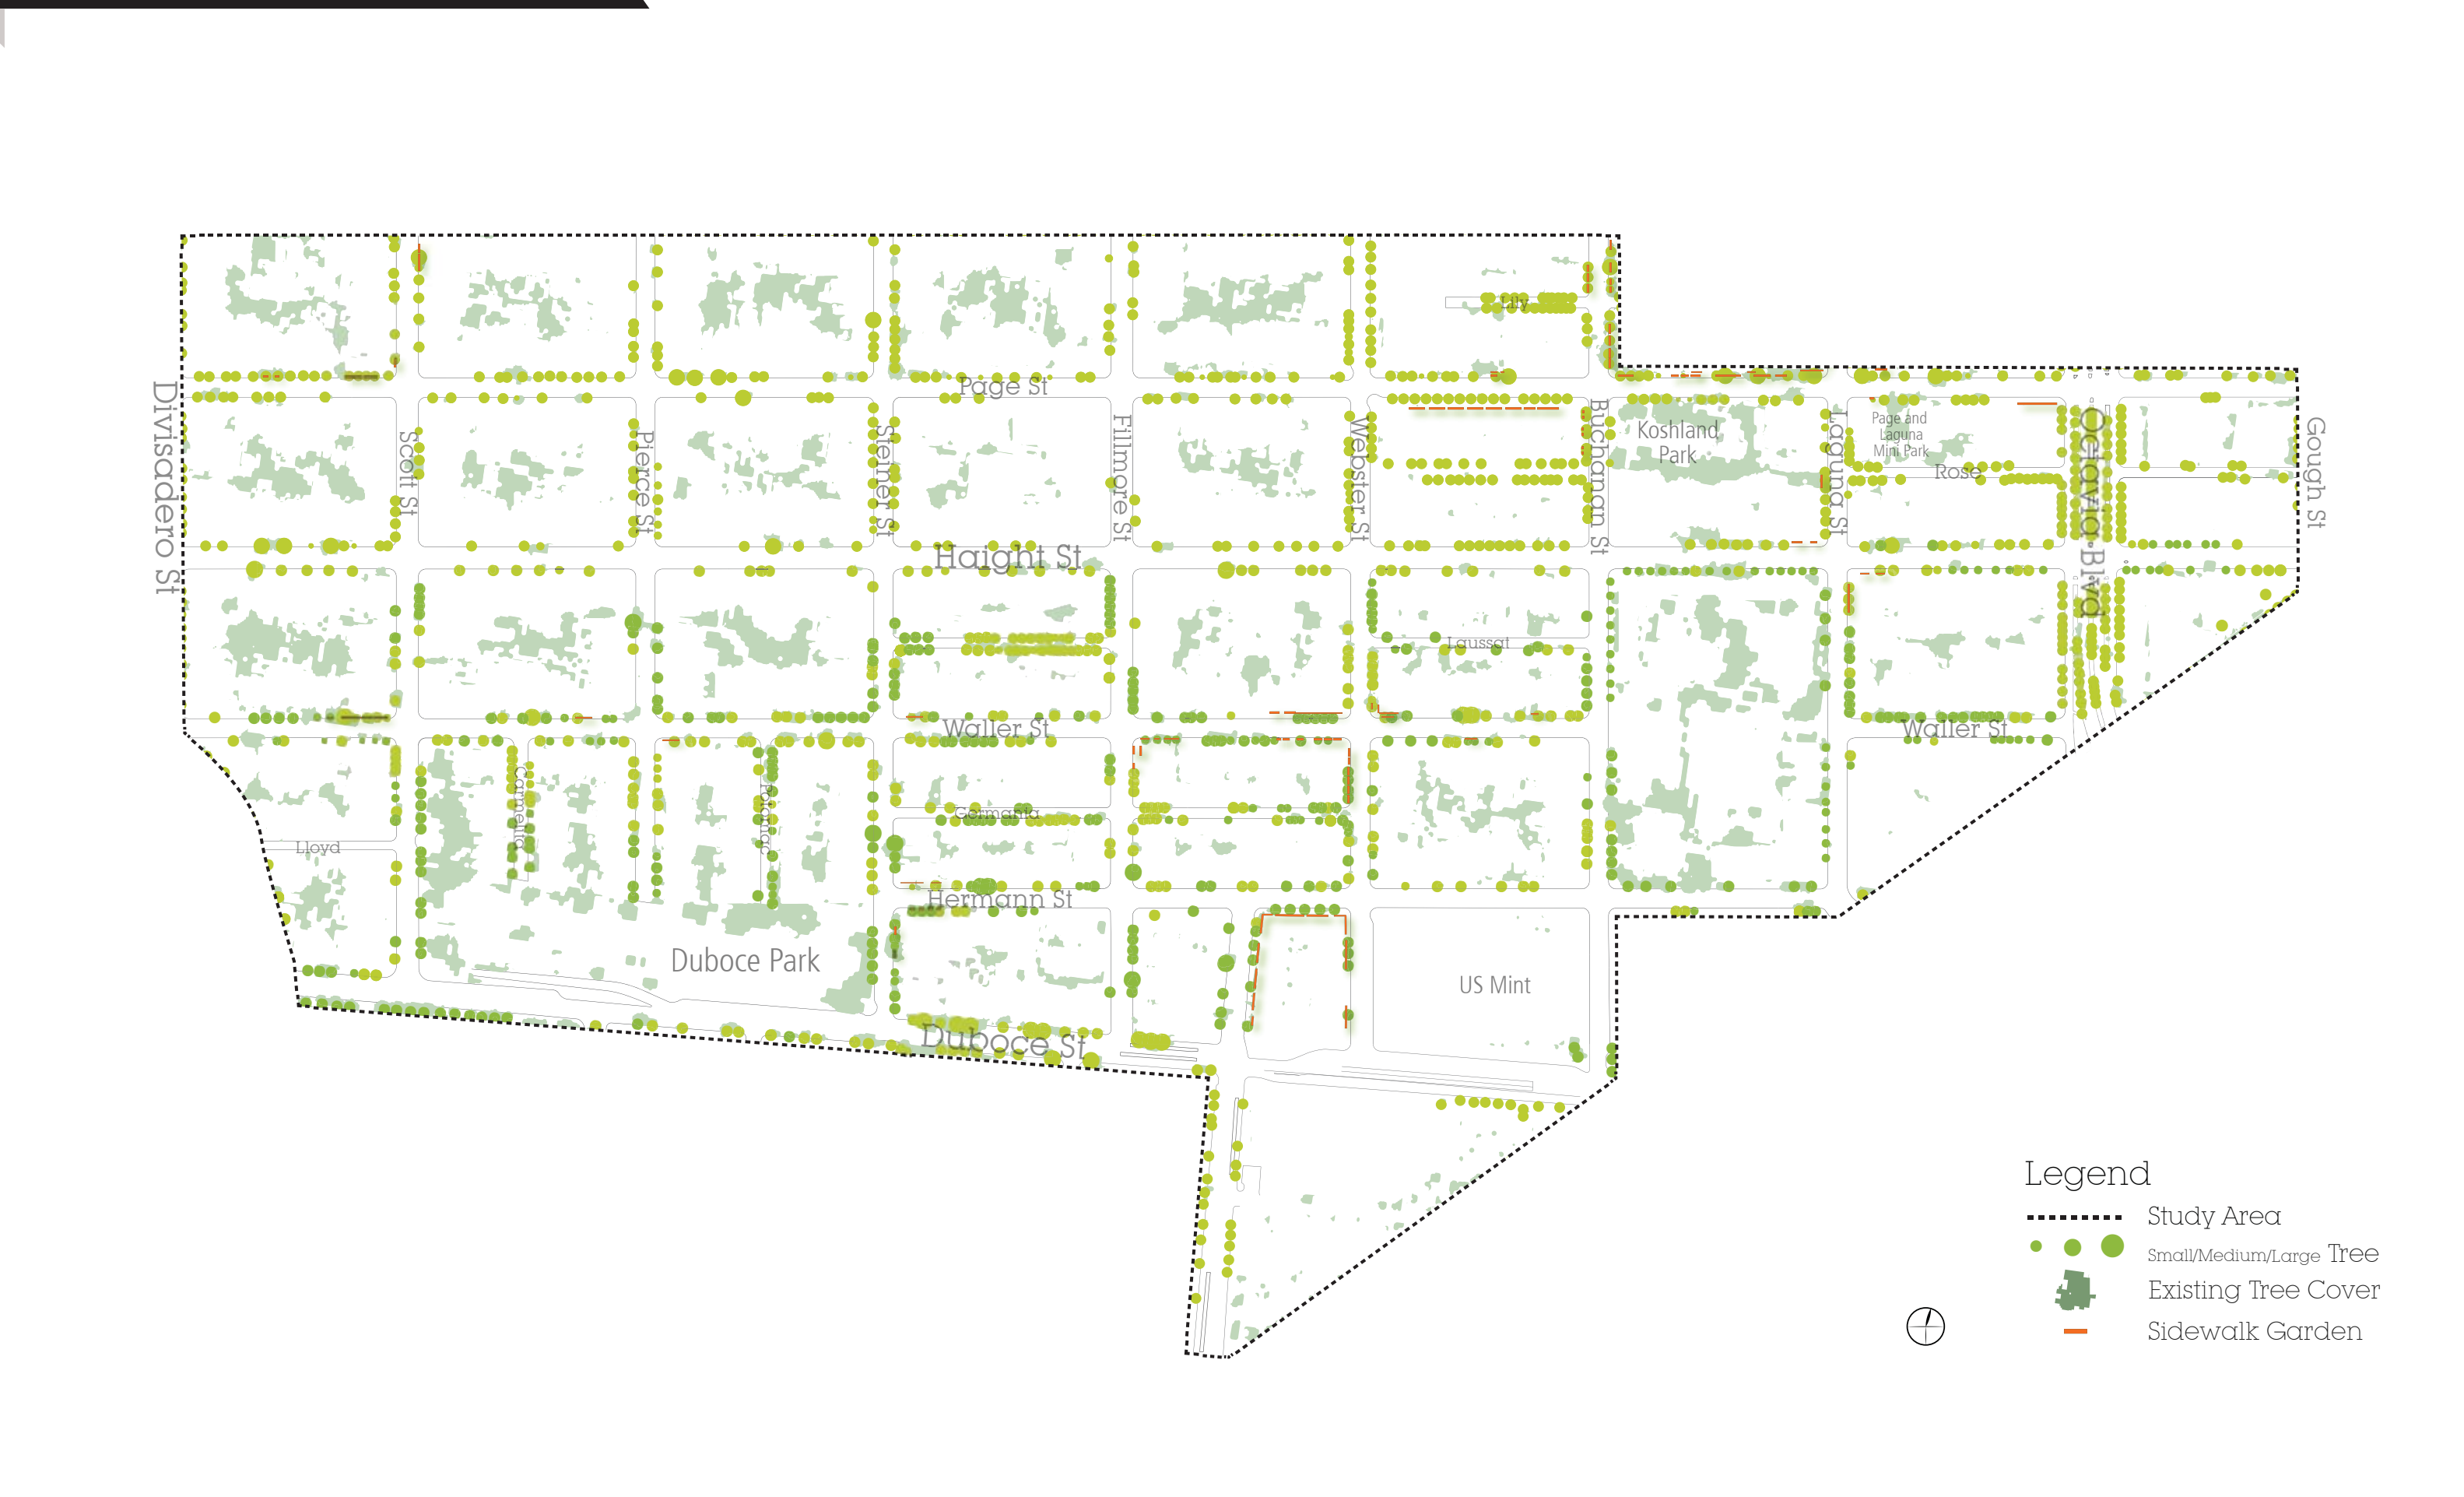 Lily
Page St
Divisadero St
Scott St
Pierce St
Steiner St
Fillmore St
Webster St
Buchanan St
Koshland
Park
Laguna St
Page and
Laguna
Mini Park
Rose
Octavia Blvd
Gough St
Haight St
Laussat
Waller St
Waller St
Carmelita
Potomac
Germania
Lloyd
Hermann St
Duboce Park
US Mint
Duboce St
Legend
Study Area
Small/Medium/Large Tree
Existing Tree Cover
Sidewalk Garden